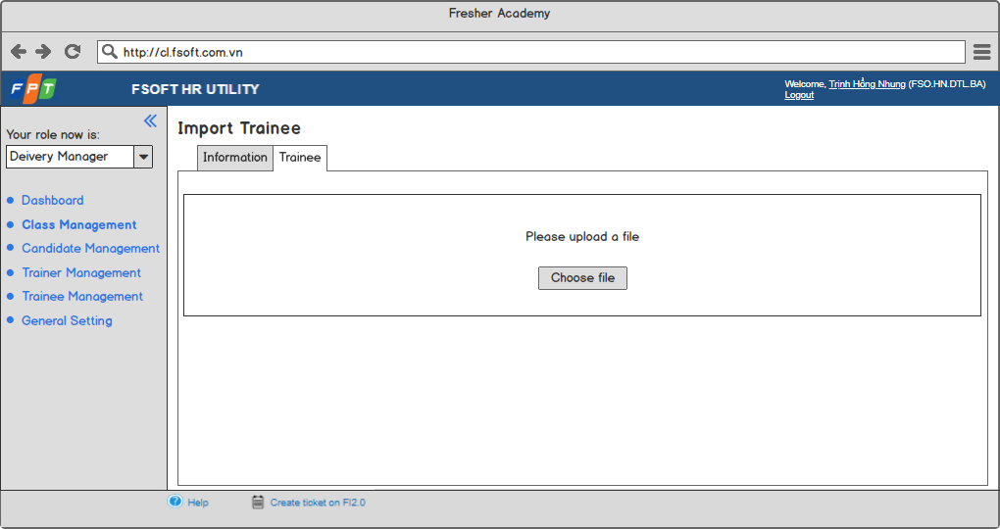 Fresher Academy
http://cl.fsoft.com.vn
FPT
FSOFT HR UTILITY
Welcome, Trịnh Hồng Nhung (FSO.HN.DTL.BA)
Logout
Your role now is:
Deivery Manager
Dashboard
Class Management
Candidate Management
Trainer Management
Trainee Management
General Setting
Import Trainee
Information
Trainee
Please upload a file
Choose file
Help
Create ticket on FI2.0